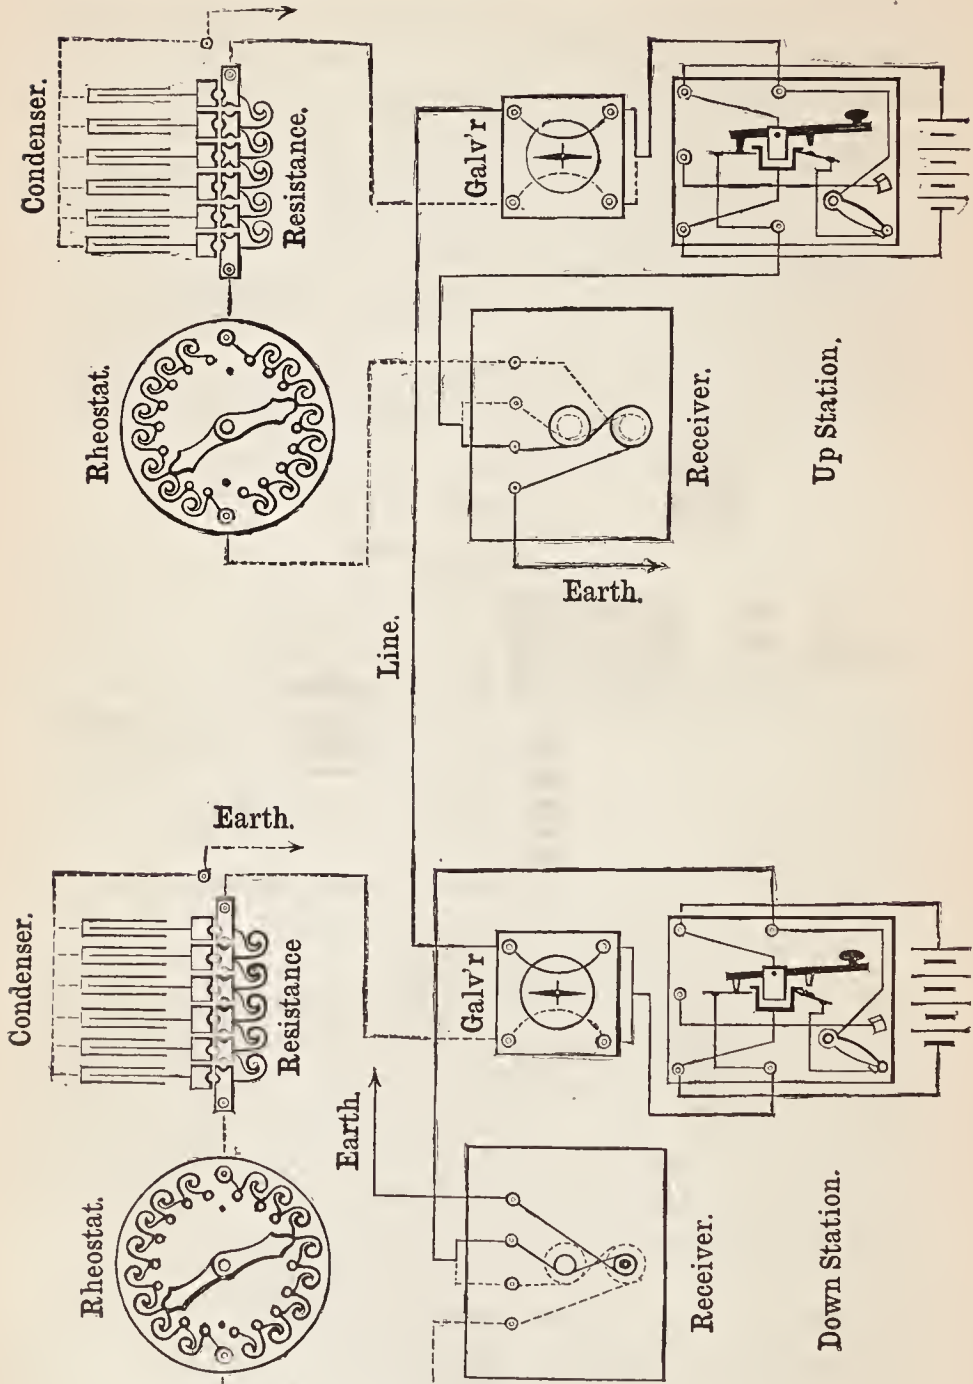 Condenser.
Resistance,
Rheostat.
Galv'r
Receiver.
Up Station,
Earth.
Line.
Condenser.
Earth.
Resistance
Rheostat.
Galv'r
Earth.
Receiver.
Down Station.